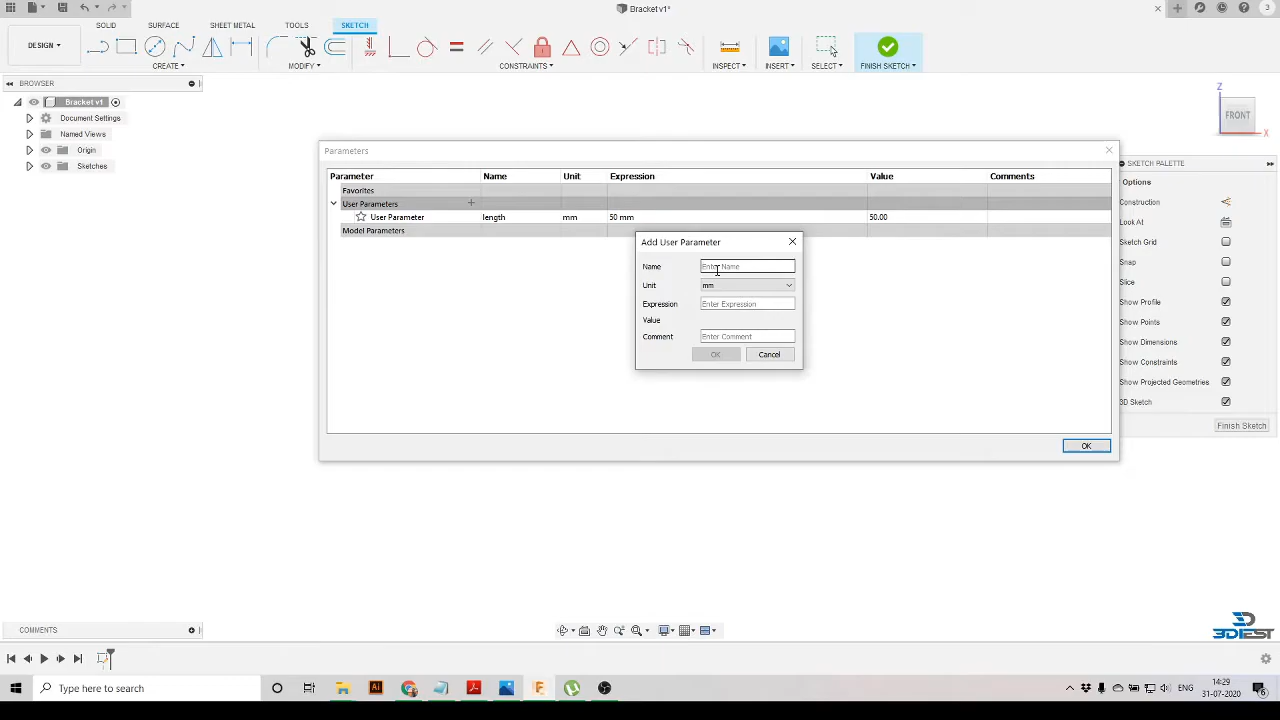 Bracket v1*
3
DESIGN
SOLID
SURFACE
SHEET METAL
TOOLS
SKETCH
CREATE
MODIFY
CONSTRAINTS
INSPECT
INSERT
SELECT
FINISH SKETCH
BROWSER
Bracket v1
Document Settings
Named Views
Origin
Sketches
Z
FRONT
X
Parameters
Parameter Name Unit Expression Value Comments
Favorites
User Parameters
User Parameter length mm 50 mm 50.00
Model Parameters
Add User Parameter
Name Enter Name
Unit mm
Expression Enter Expression
Value
Comment Enter Comment
OK Cancel
OK
SKETCH PALETTE
Options
Construction
Look At
Sketch Grid
Snap
Slice
Show Profile
Show Points
Show Dimensions
Show Constraints
Show Projected Geometries
3D Sketch
Finish Sketch
COMMENTS
3DIEST
Type here to search
Ai
F
ENG
14:29
31-07-2020
6